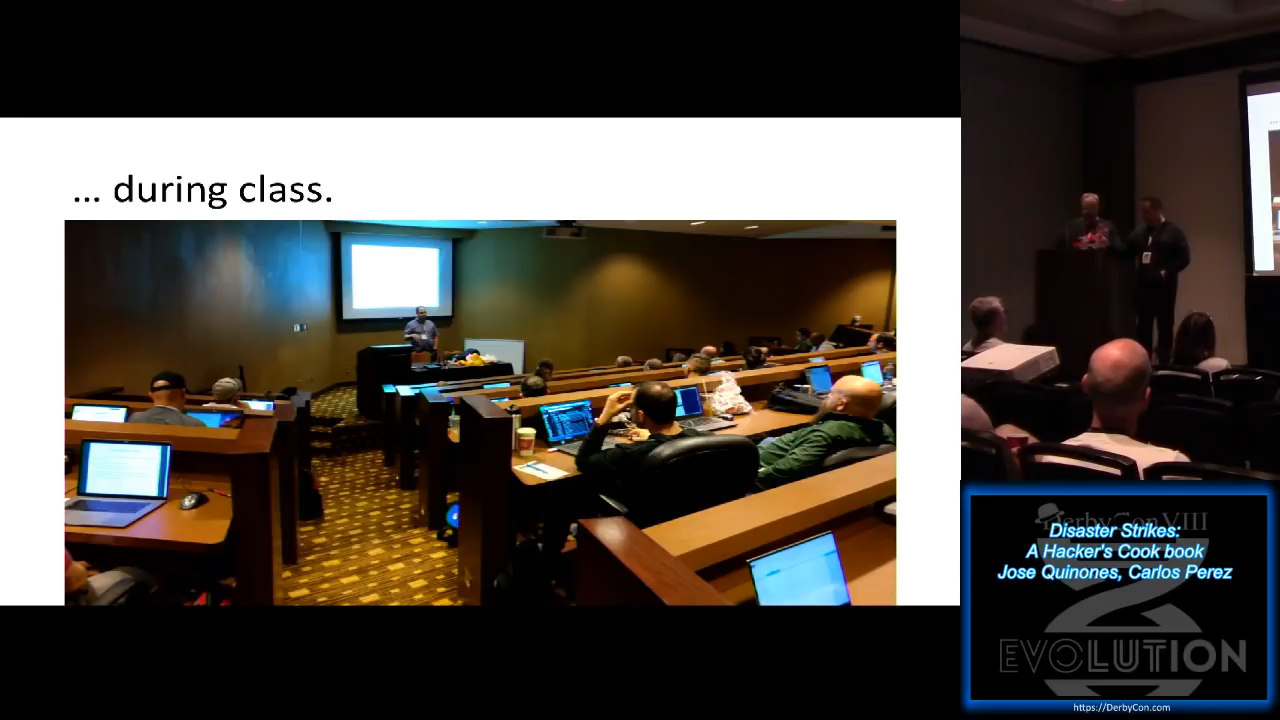 ... during class.
DerbyCon VIII
Disaster Strikes:
A Hacker's Cook book
Jose Quinones, Carlos Perez
EVOLUTION
https://DerbyCon.com